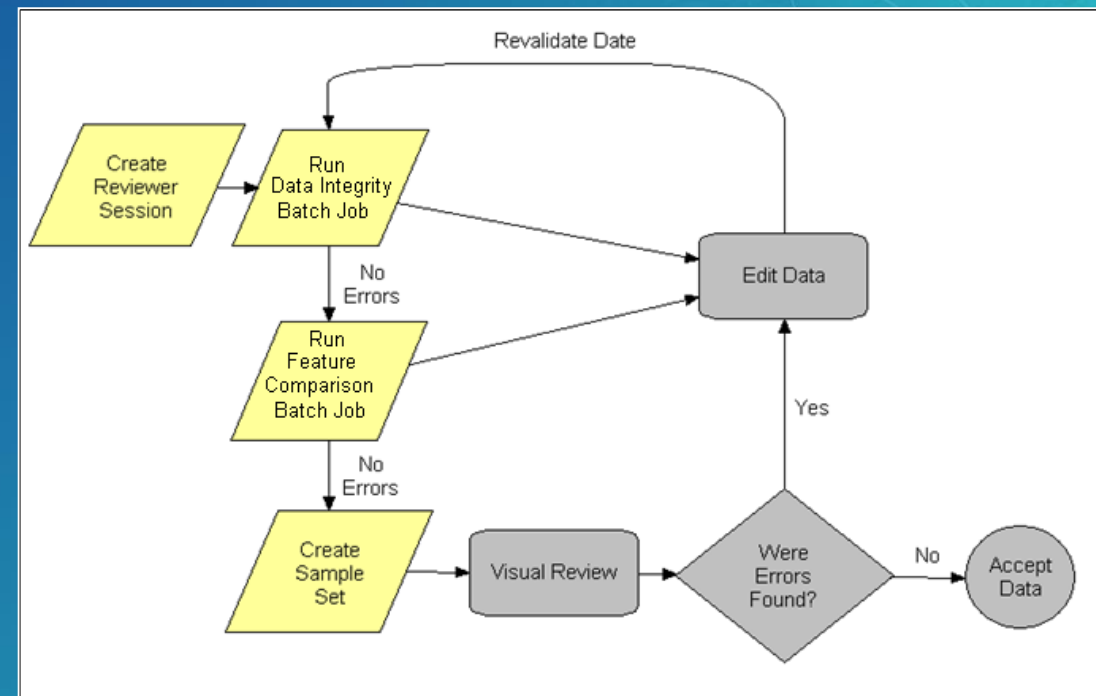 Revalidate Date
Create
Reviewer
Session
Run
Data Integrity
Batch Job
No
Errors
Edit Data
Run
Feature
Comparison
Batch Job
Yes
No
Errors
Create
Sample
Set
Visual Review
Were
Errors
Found?
No
Accept
Data